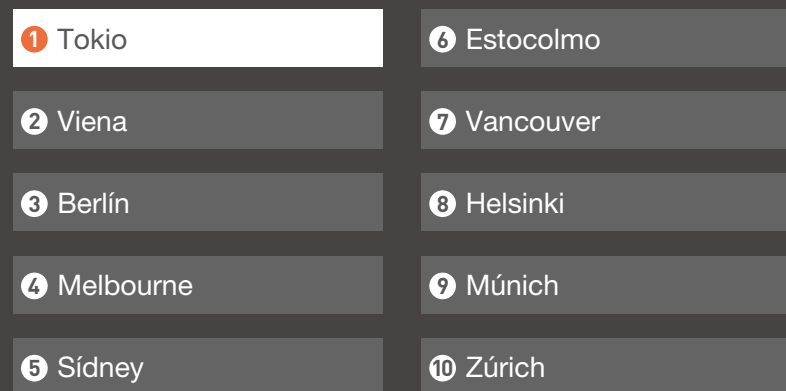 1 Tokio
2 Viena
3 Berlín
4 Melbourne
5 Sídney
6 Estocolmo
7 Vancouver
8 Helsinki
9 Múnich
10 Zúrich